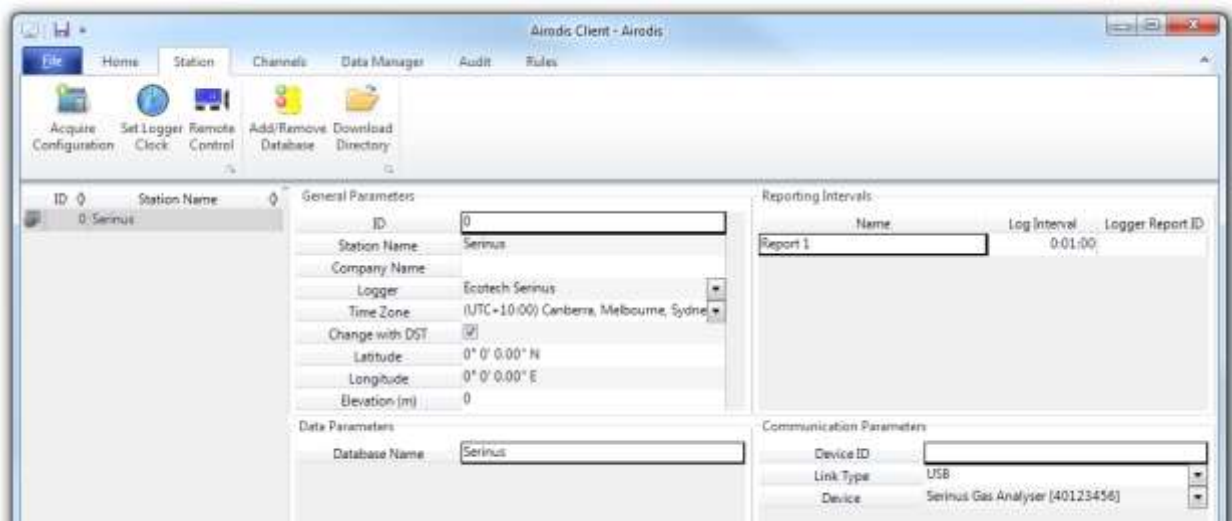 Airodis Client - Airodis
File Home Station Channels Data Manager Audit Rules
Acquire Configuration
Set Logger Clock
Remote Control
Add/Remove Database
Download Directory
ID Station Name
0 Serinus
General Parameters
ID 0
Station Name Serinus
Company Name
Logger Ecotech Serinus
Time Zone (UTC+10:00) Canberra, Melbourne, Sydne
Change with DST
Latitude 0° 0' 0.00" N
Longitude 0° 0' 0.00" E
Elevation (m) 0
Reporting Intervals
Name Log Interval Logger Report ID
Report 1 0:01:00
Data Parameters
Database Name Serinus
Communication Parameters
Device ID
Link Type USB
Device Serinus Gas Analyser [40123456]